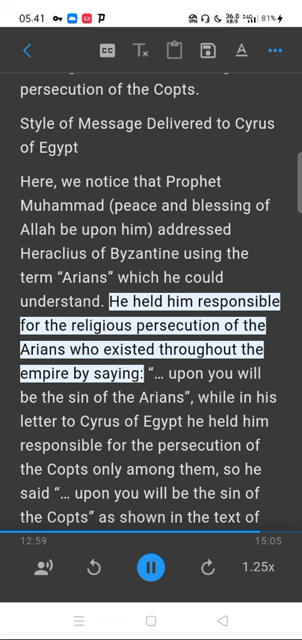 05.41
36.0
KB/S
81%
CC
A
persecution of the Copts.
Style of Message Delivered to Cyrus
of Egypt
Here, we notice that Prophet
Muhammad (peace and blessing of
Allah be upon him) addressed
Heraclius of Byzantine using the
term “Arians” which he could
understand. He held him responsible
for the religious persecution of the
Arians who existed throughout the
empire by saying: “... upon you will
be the sin of the Arians”, while in his
letter to Cyrus of Egypt he held him
responsible for the persecution of
the Copts only among them, so he
said “... upon you will be the sin of
the Copts” as shown in the text of
12:59 15:05
1.25x